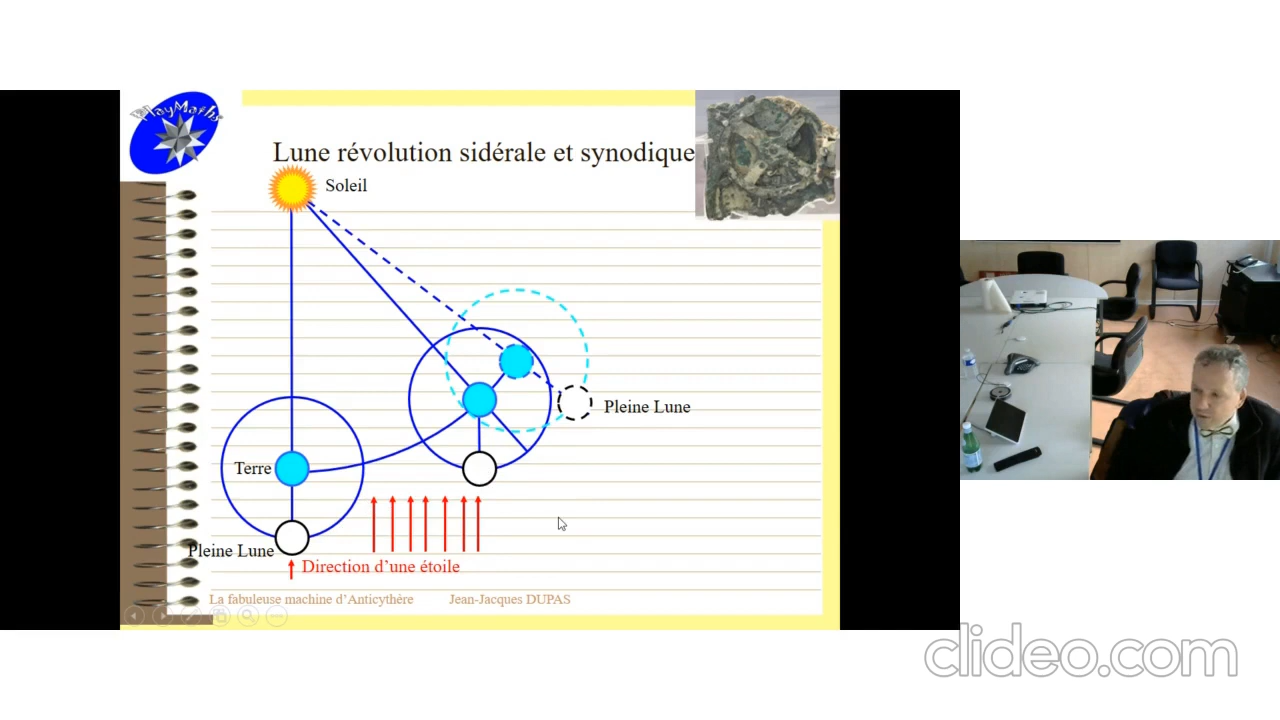 PlayMaths
Lune révolution sidérale et synodique
Soleil
Pleine Lune
Terre
Pleine Lune
Direction d'une étoile
La fabuleuse machine d'Anticythère Jean-Jacques DUPAS
clideo.com